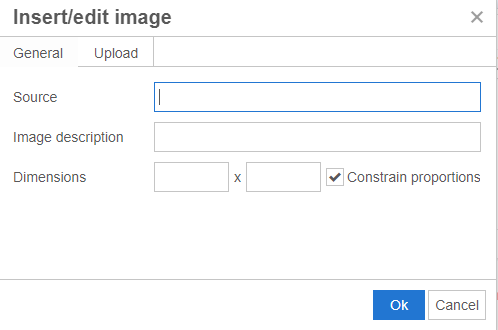 Insert/edit image
General Upload
Source
Image description
Dimensions x Constrain proportions
Ok Cancel